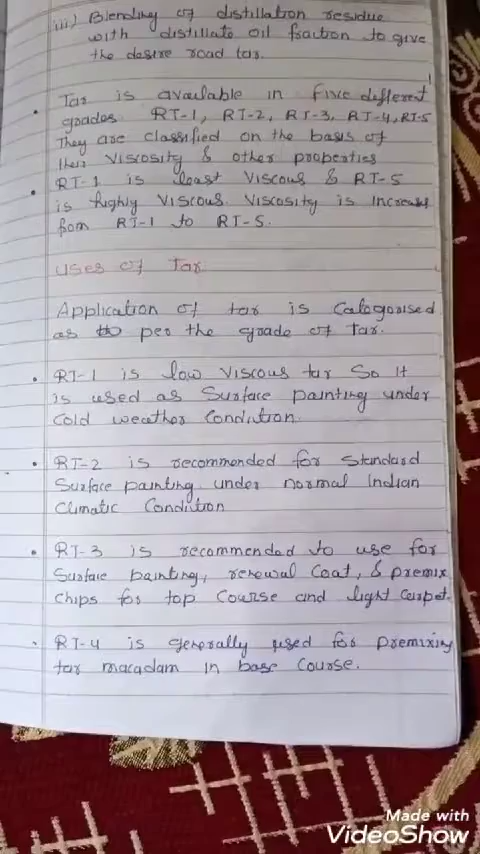 iii) Blending of distillation residue
with distillate oil fraction to give
the desire road tar.
• Tar is available in five different
grades RT-1, RT-2, RT-3, RT-4, RT-5
They are classified on the basis of
their viscosity & other properties
• RT-1 is least viscous & RT-5
is highly viscous. Viscosity is increase
from RT-1 to RT-5.
Uses of Tar
Application of tar is Categorised
as per the grade of Tar.
• RT-1 is low viscous tar so it
is used as Surface painting under
Cold weather Condition.
• RT-2 is recommended for standard
Surface painting under normal Indian
Climatic Condition
• RT-3 is recommended to use for
Surface painting, renewal Coat, & premix
chips for top Course and light carpet.
• RT-4 is generally used for premixing
tar macadam in base Course.
Made with
VideoShow